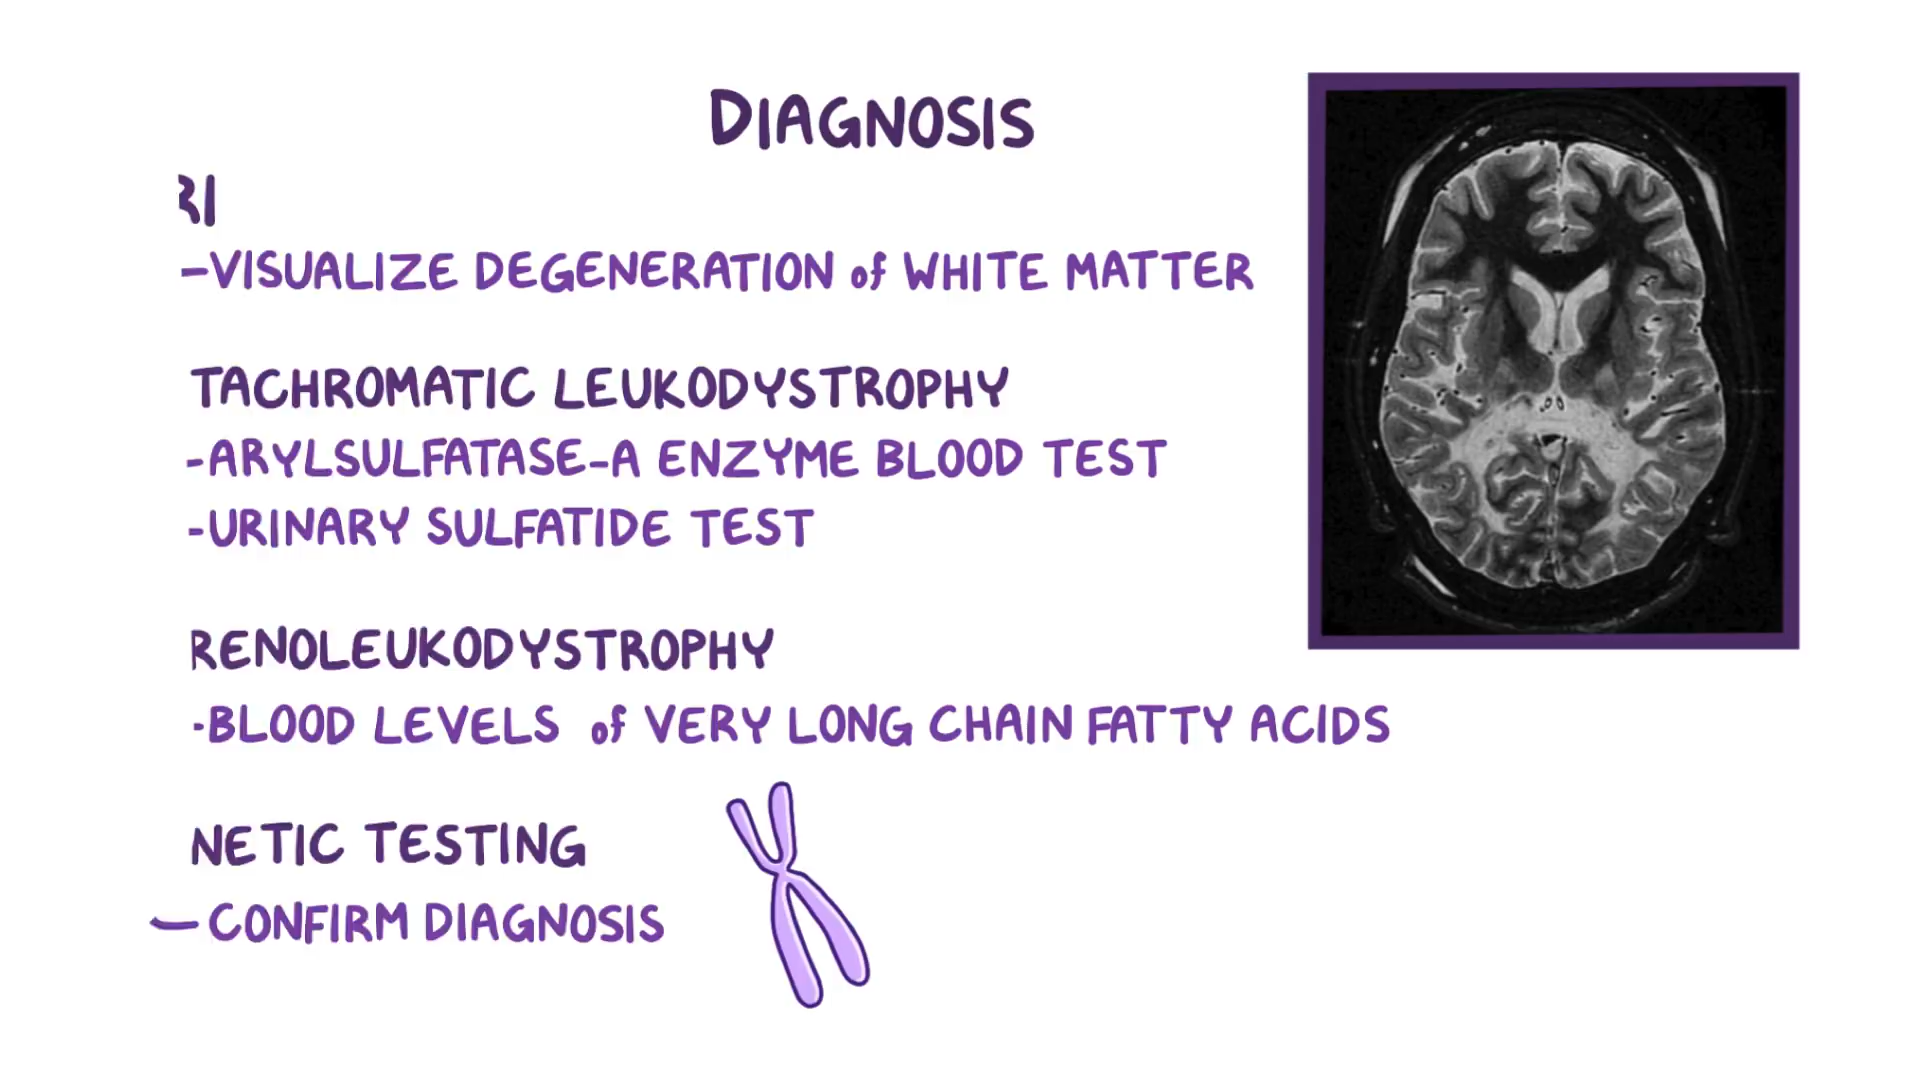 DIAGNOSIS
RI
-VISUALIZE DEGENERATION of WHITE MATTER
TACHROMATIC LEUKODYSTROPHY
-ARYLSULFATASE-A ENZYME BLOOD TEST
-URINARY SULFATIDE TEST
RENOLEUKODYSTROPHY
-BLOOD LEVELS of VERY LONG CHAIN FATTY ACIDS
NETIC TESTING
-CONFIRM DIAGNOSIS